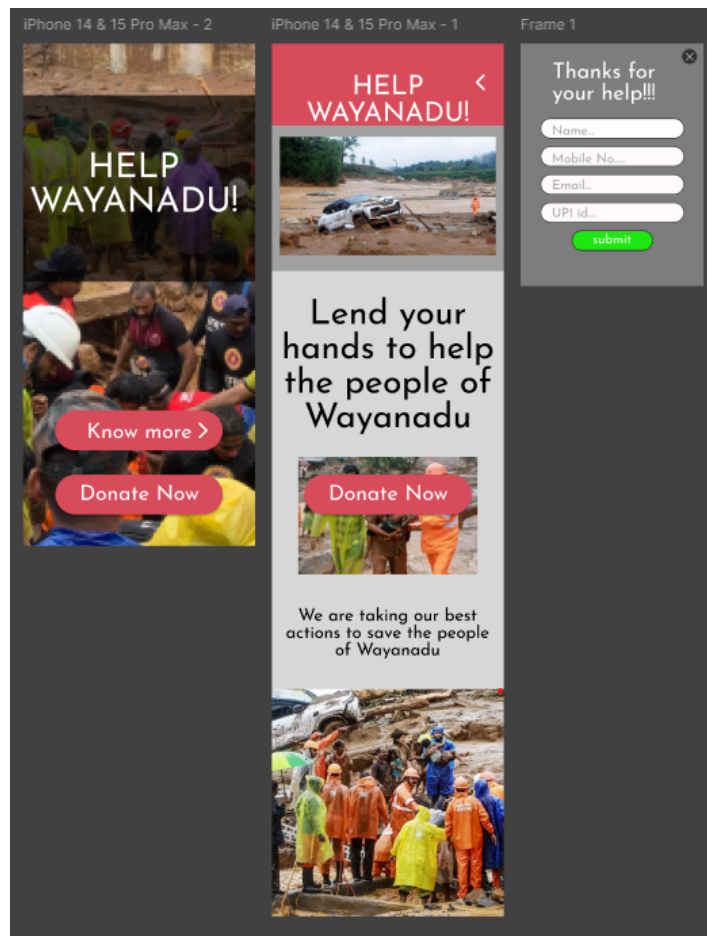 iPhone 14 & 15 Pro Max - 2
HELP
WAYANADU!
Know more
Donate Now
iPhone 14 & 15 Pro Max - 1
HELP
WAYANADU!
Lend your
hands to help
the people of
Wayanadu
Donate Now
We are taking our best
actions to save the people
of Wayanadu
Frame 1
Thanks for
your help!!!
Name..
Mobile No....
Email..
UPI id...
submit